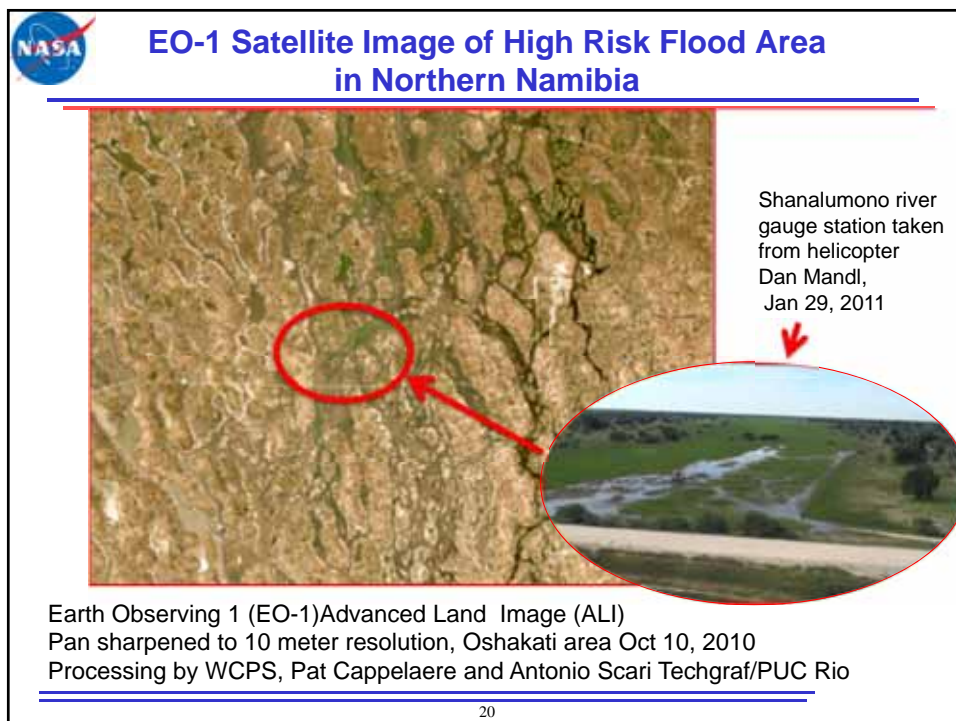 NASA
EO-1 Satellite Image of High Risk Flood Area
in Northern Namibia
Shanalumono river
gauge station taken
from helicopter
Dan Mandl,
Jan 29, 2011
Earth Observing 1 (EO-1)Advanced Land Image (ALI)
Pan sharpened to 10 meter resolution, Oshakati area Oct 10, 2010
Processing by WCPS, Pat Cappelaere and Antonio Scari Techgraf/PUC Rio
20